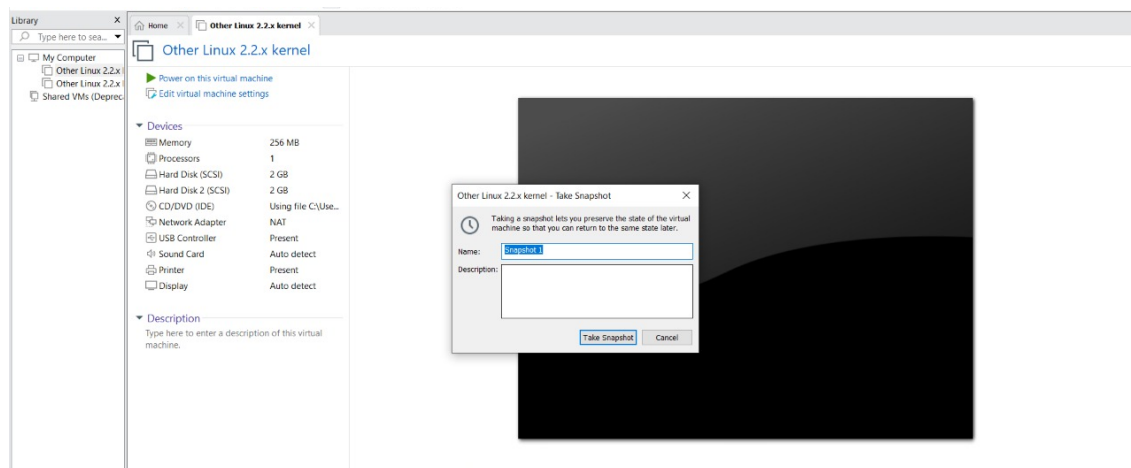 Library X
Type here to sea...
My Computer
Other Linux 2.2.x
Other Linux 2.2.x
Shared VMs (Deprec
Home
Other Linux 2.2.x kernel
Other Linux 2.2.x kernel
Power on this virtual machine
Edit virtual machine settings
Devices
Memory 256 MB
Processors 1
Hard Disk (SCSI) 2 GB
Hard Disk 2 (SCSI) 2 GB
CD/DVD (IDE) Using file C:\Use...
Network Adapter NAT
USB Controller Present
Sound Card Auto detect
Printer Present
Display Auto detect
Description
Type here to enter a description of this virtual
machine.
Other Linux 2.2.x kernel - Take Snapshot
Taking a snapshot lets you preserve the state of the virtual
machine so that you can return to the same state later.
Name: Snapshot 1
Description:
Take Snapshot Cancel